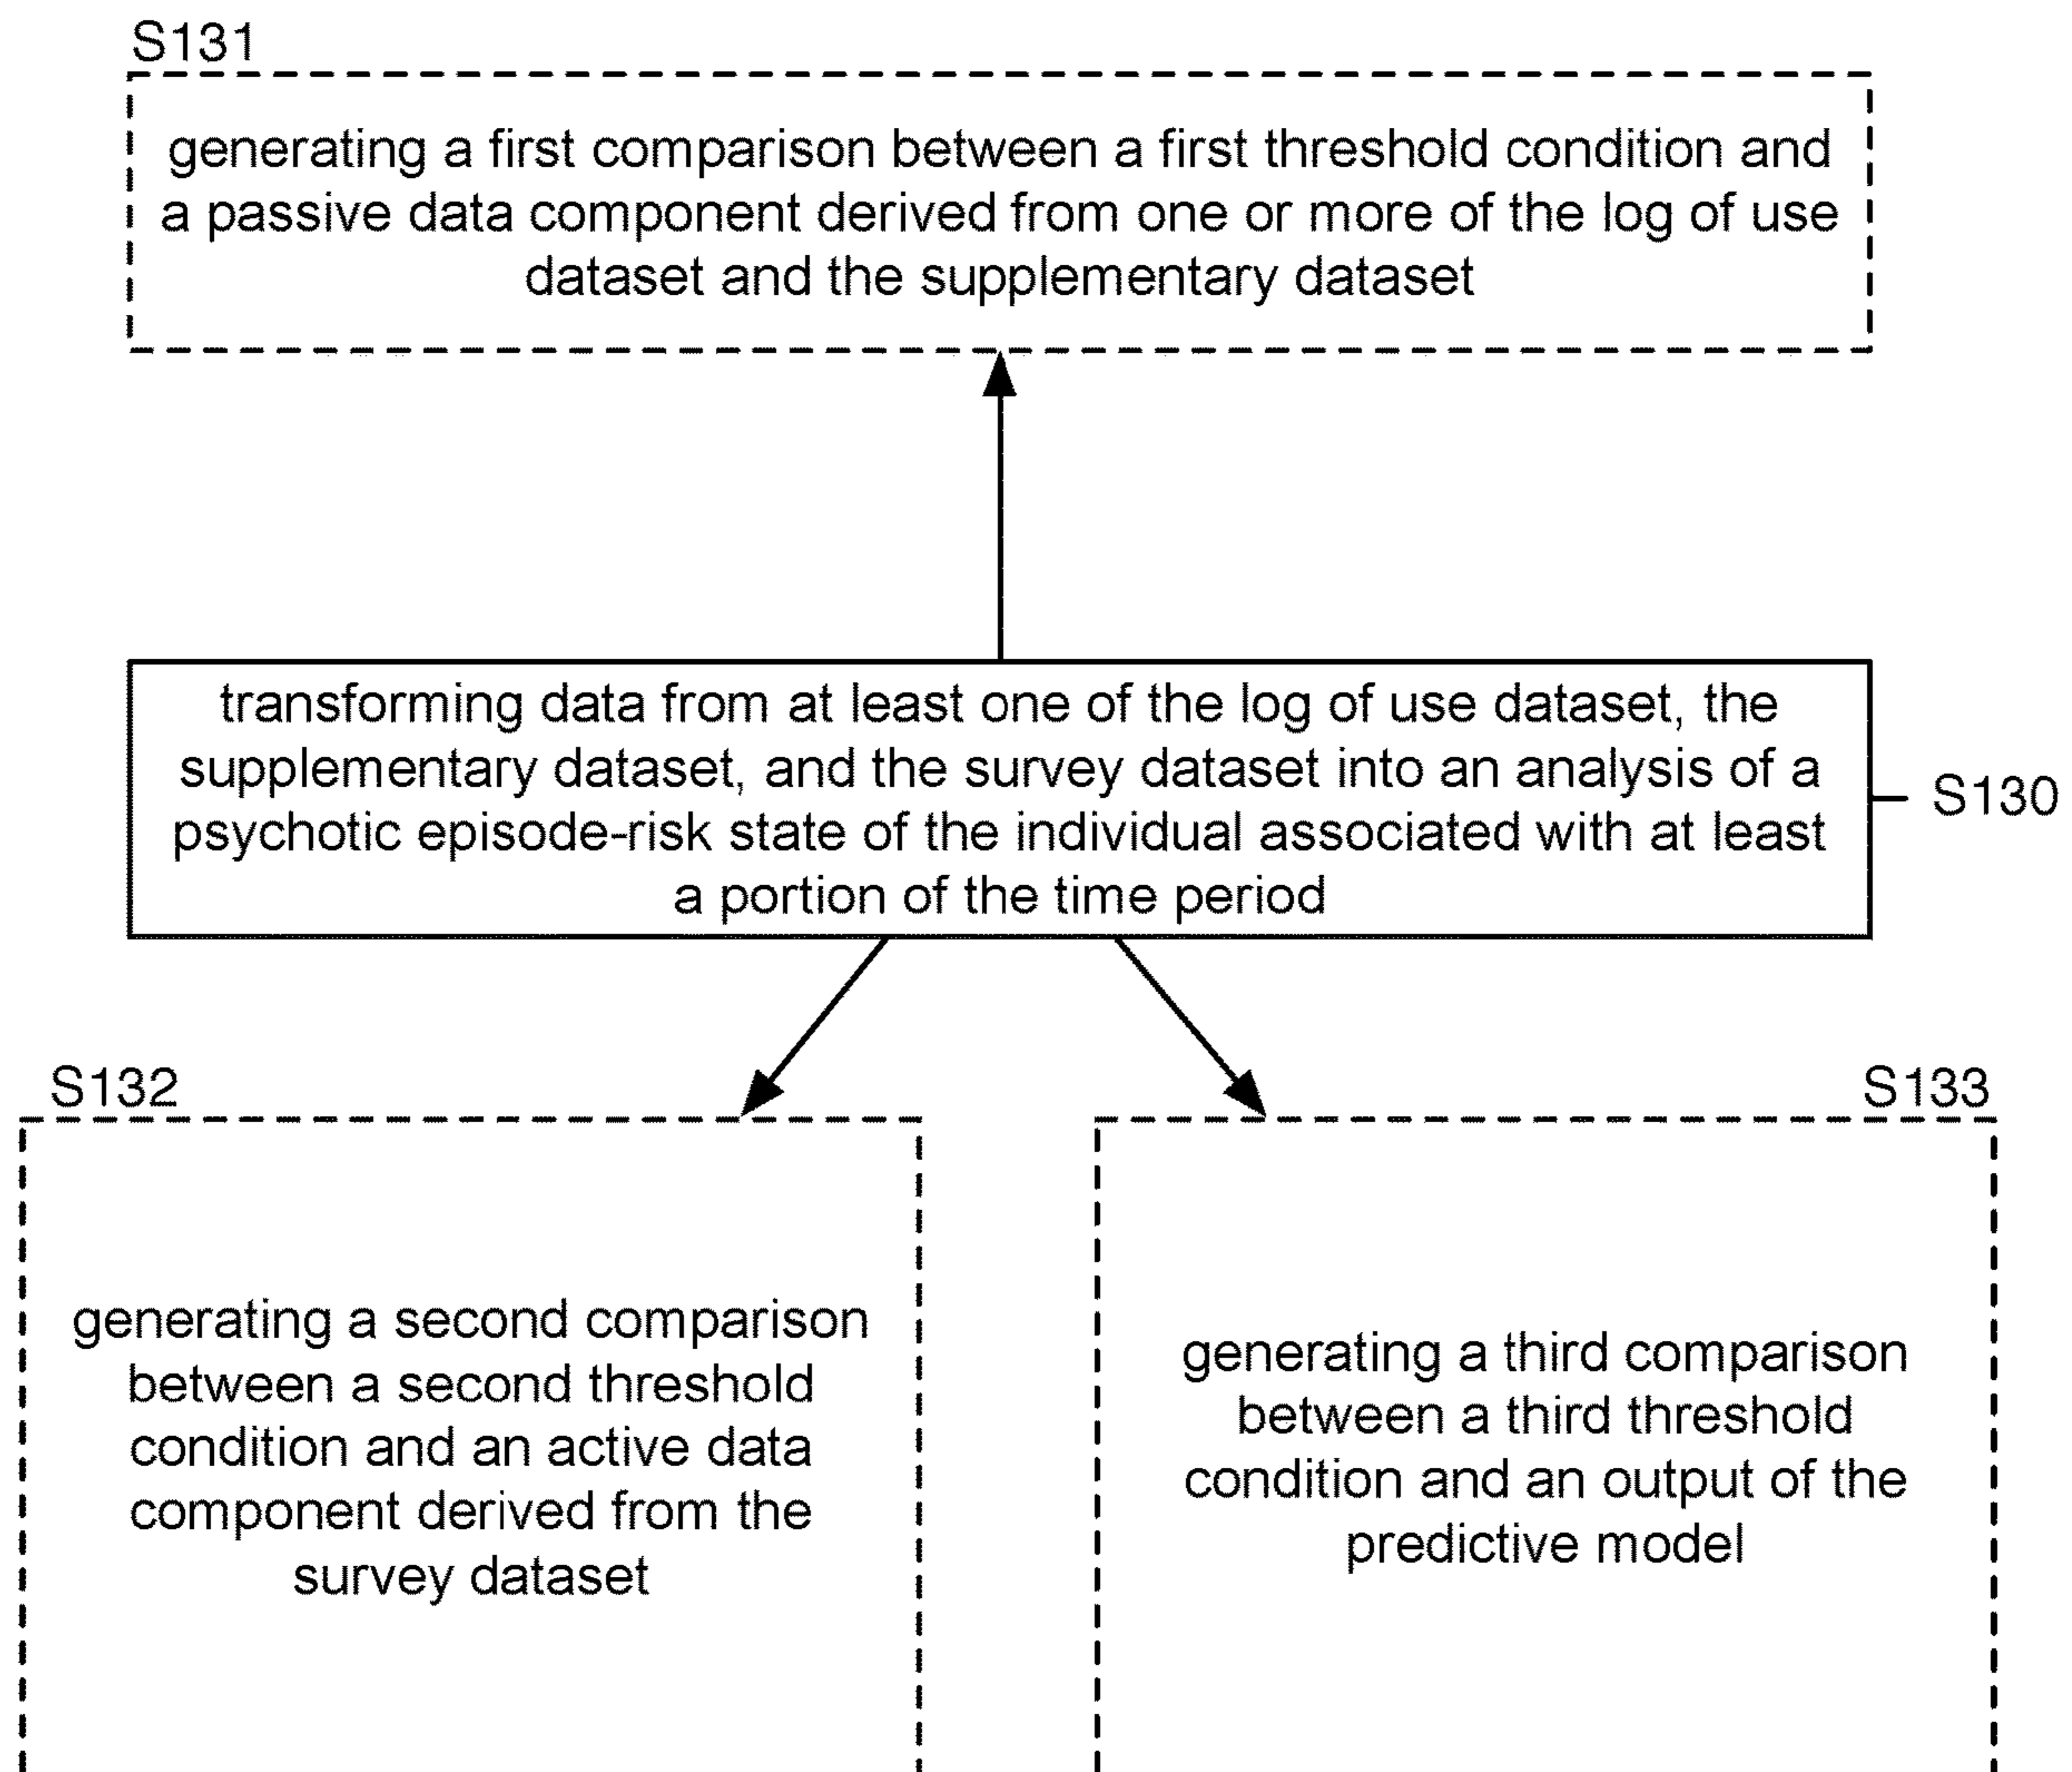 S131
generating a first comparison between a first threshold condition and
a passive data component derived from one or more of the log of use
dataset and the supplementary dataset
transforming data from at least one of the log of use dataset, the
supplementary dataset, and the survey dataset into an analysis of a
psychotic episode-risk state of the individual associated with at least
a portion of the time period
S130
S132
generating a second comparison
between a second threshold
condition and an active data
component derived from the
survey dataset
S133
generating a third comparison
between a third threshold
condition and an output of the
predictive model